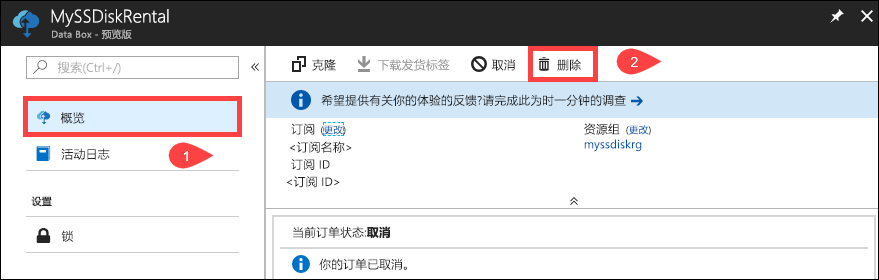 MySSDiskRental
Data Box - 预览版
搜索(Ctrl+/)
概览
活动日志
1
设置
锁
克隆 下载发货标签 取消 删除 2
希望提供有关你的体验的反馈?请完成此为时一分钟的调查 →
订阅 (更改) 资源组 (更改)
<订阅名称> myssdiskrg
订阅 ID
<订阅 ID>
当前订单状态:取消
你的订单已取消。